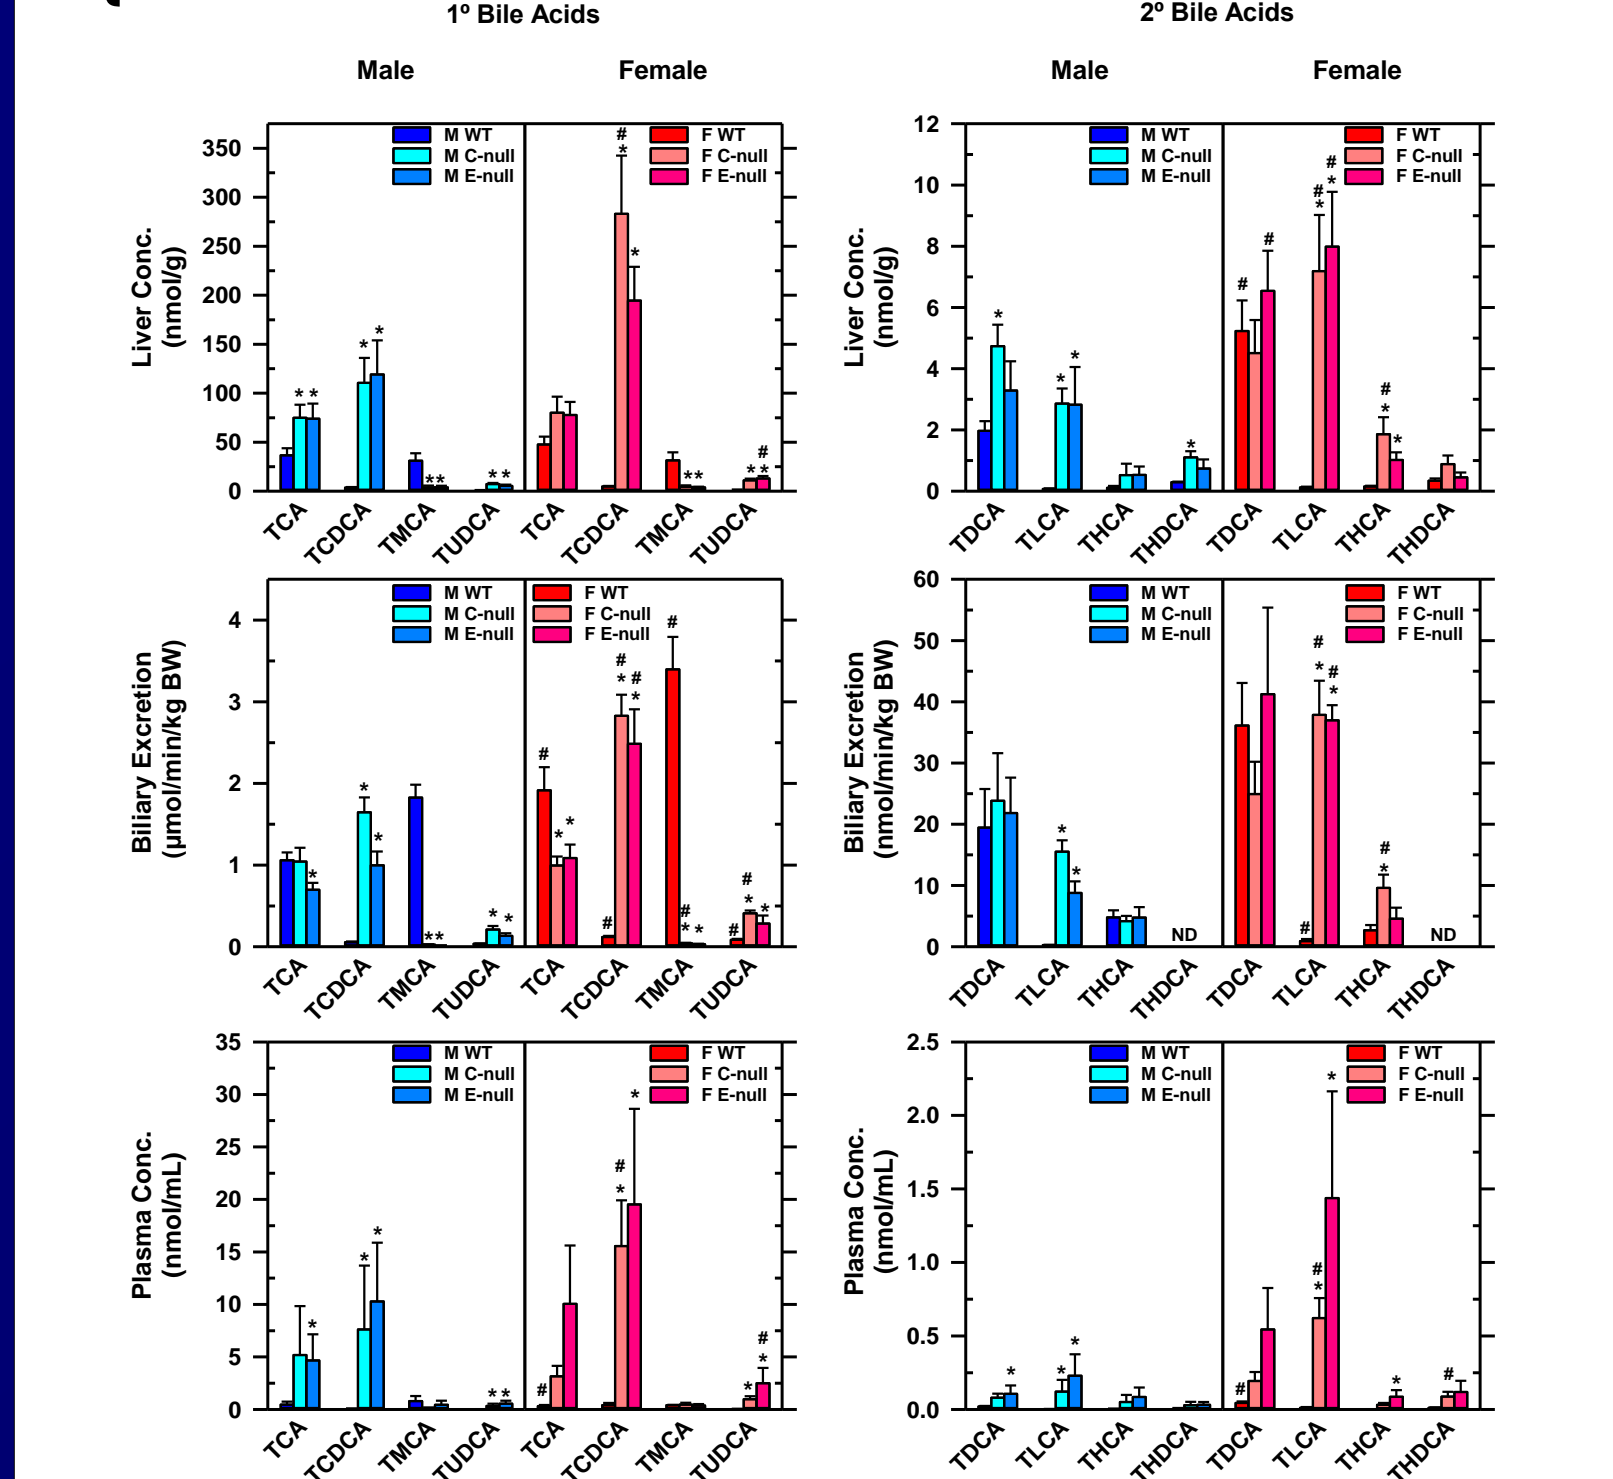 1º Bile Acids
2º Bile Acids
Male
Female
Male
Female
Liver Conc.
(nmol/g)
350
300
250
200
150
100
50
0
M WT
M C-null
M E-null
F WT
F C-null
F E-null
* *
* *
**
**
#
*
*
**
#
**
TCA
TCDCA
TMCA
TUDCA
TCA
TCDCA
TMCA
TUDCA
Liver Conc.
(nmol/g)
12
10
8
6
4
2
0
M WT
M C-null
M E-null
F WT
F C-null
F E-null
*
* *
*
#
#
#
*
#
*
#
*
*
TDCA
TLCA
THCA
THDCA
TDCA
TLCA
THCA
THDCA
Biliary Excretion
(µmol/min/kg BW)
4
3
2
1
0
M WT
M C-null
M E-null
F WT
F C-null
F E-null
*
* *
**
* *
#
* *
#
#
*
#
*
#
#
* *
#
#
* *
TCA
TCDCA
TMCA
TUDCA
TCA
TCDCA
TMCA
TUDCA
Biliary Excretion
(nmol/min/kg BW)
60
50
40
30
20
10
0
M WT
M C-null
M E-null
F WT
F C-null
F E-null
* *
ND
#
#
*
#
*
#
*
ND
TDCA
TLCA
THCA
THDCA
TDCA
TLCA
THCA
THDCA
Plasma Conc.
(nmol/mL)
35
30
25
20
15
10
5
0
M WT
M C-null
M E-null
F WT
F C-null
F E-null
*
* *
**
#
#
*
*
*
#
*
TCA
TCDCA
TMCA
TUDCA
TCA
TCDCA
TMCA
TUDCA
Plasma Conc.
(nmol/mL)
2.5
2.0
1.5
1.0
0.5
0.0
M WT
M C-null
M E-null
F WT
F C-null
F E-null
*
* *
#
#
*
*
*
#
TDCA
TLCA
THCA
THDCA
TDCA
TLCA
THCA
THDCA